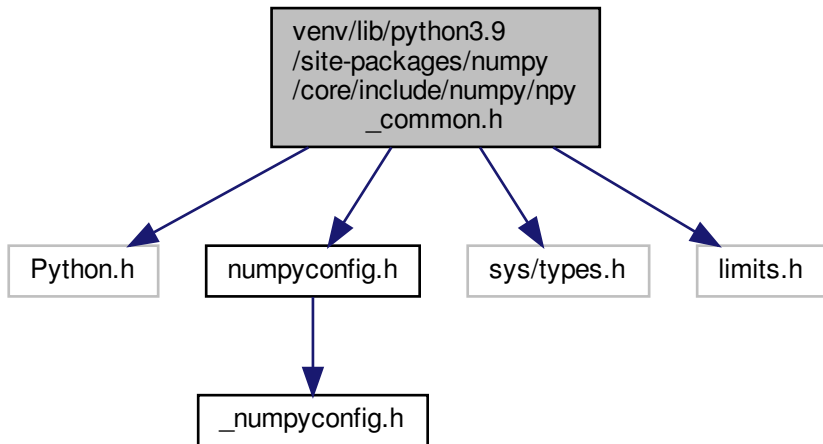 venv/lib/python3.9
/site-packages/numpy
/core/include/numpy/npy
_common.h
Python.h
numpyconfig.h
sys/types.h
limits.h
_numpyconfig.h